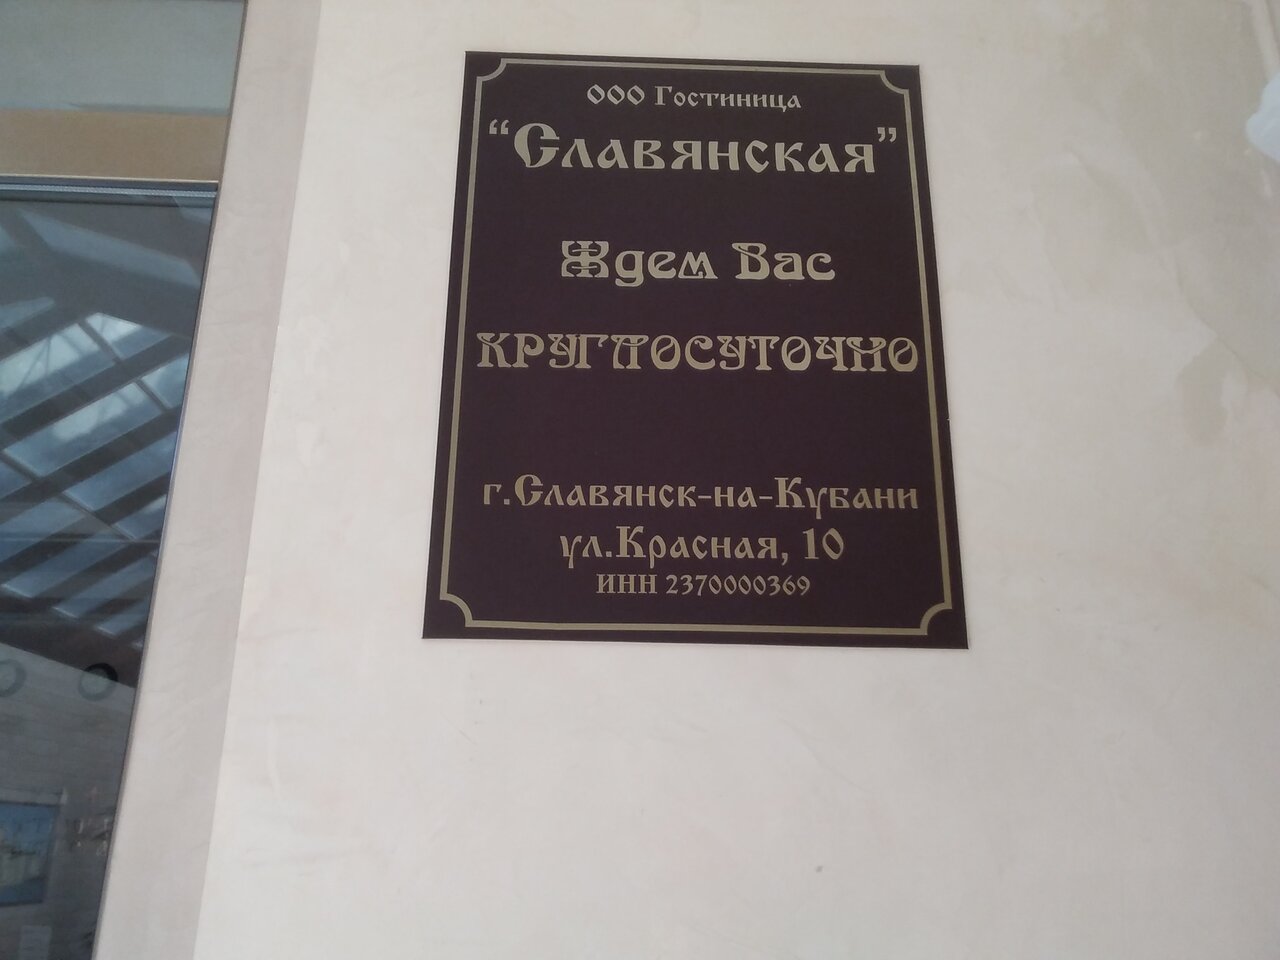 ООО Гостиница
“Славянская”
Ждем Вас
КРУГЛОСУТОЧНО
г.Славянск-на-Кубани
ул.Красная, 10
ИНН 2370000369